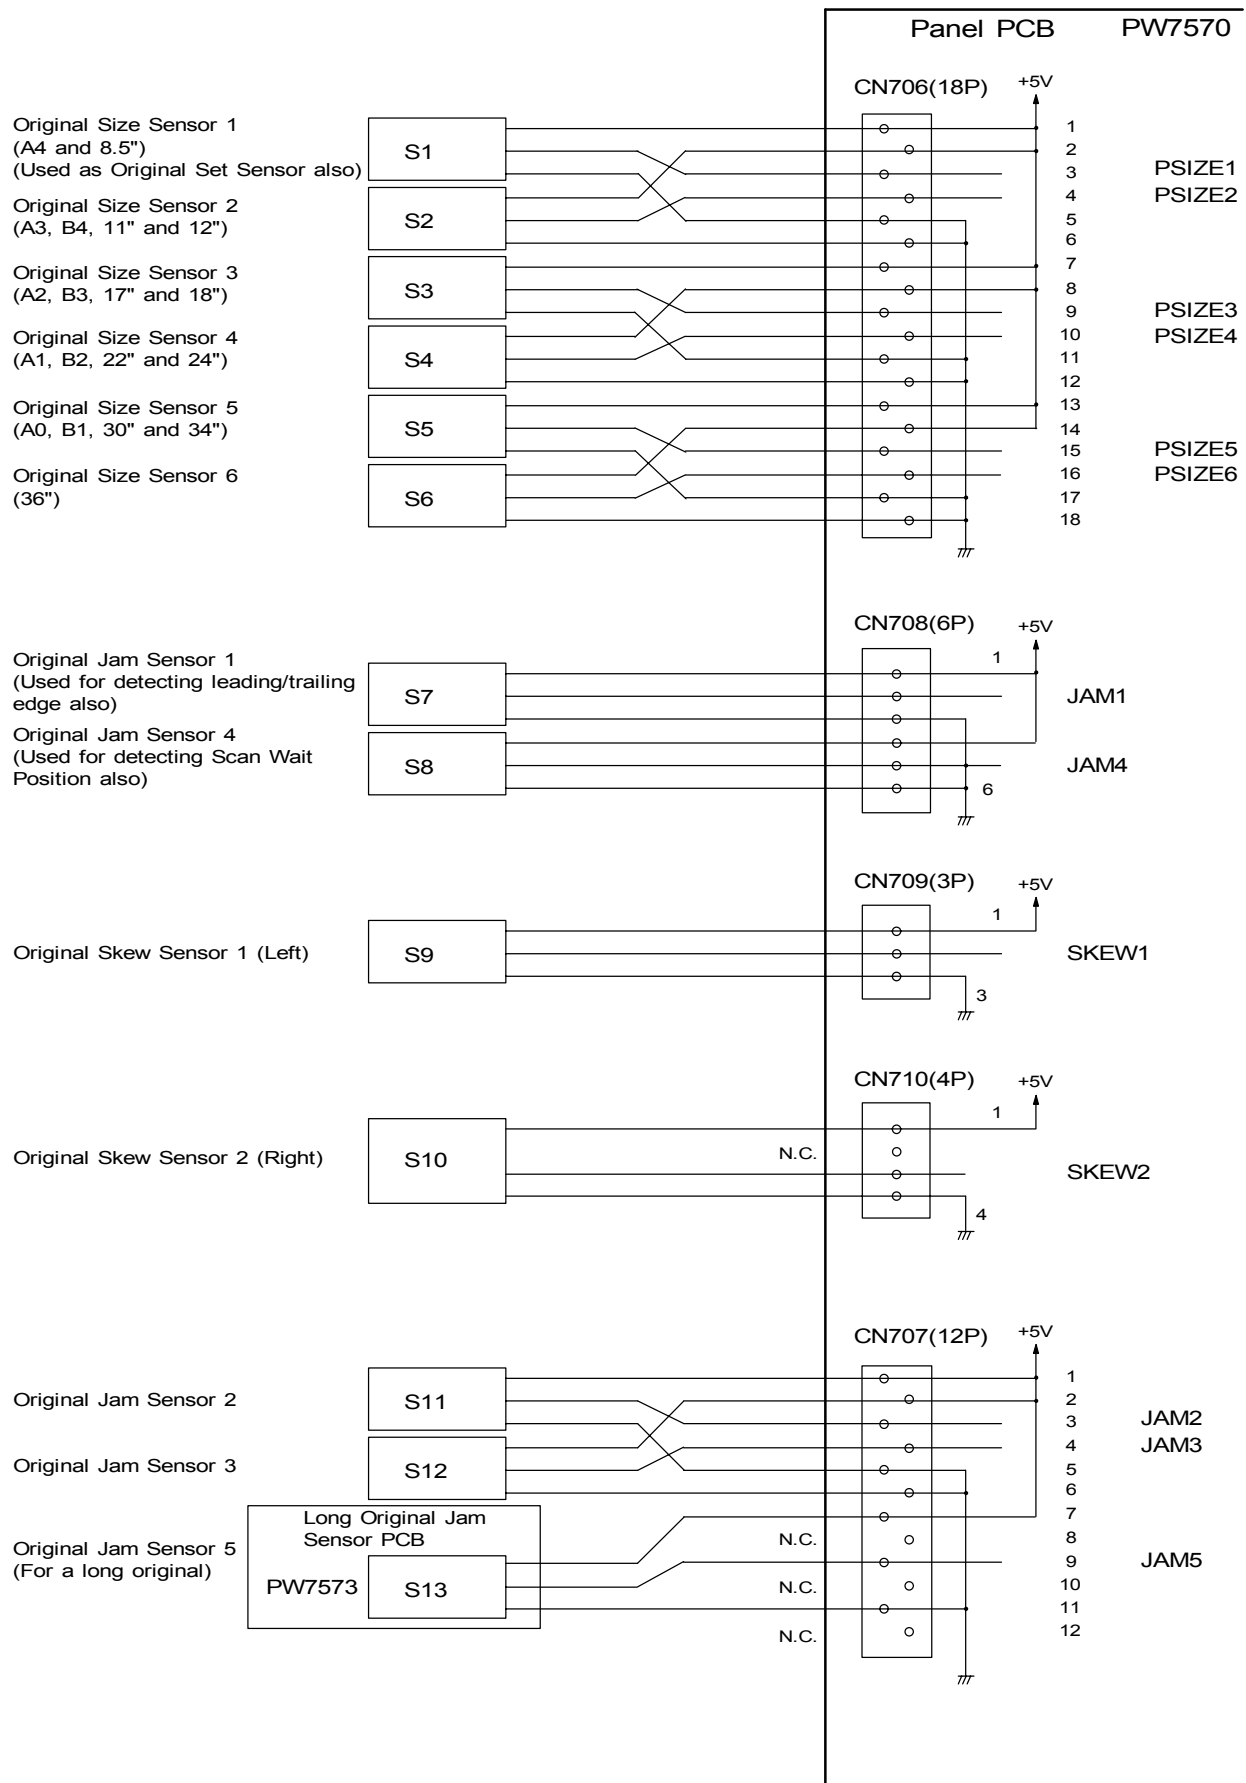 Panel PCB PW7570
CN706(18P) +5V
Original Size Sensor 1
(A4 and 8.5")
(Used as Original Set Sensor also)
S1
1
2
3 PSIZE1
Original Size Sensor 2
(A3, B4, 11" and 12")
S2
4 PSIZE2
5
6
Original Size Sensor 3
(A2, B3, 17" and 18")
S3
7
8
9 PSIZE3
Original Size Sensor 4
(A1, B2, 22" and 24")
S4
10 PSIZE4
11
12
Original Size Sensor 5
(A0, B1, 30" and 34")
S5
13
14
15 PSIZE5
Original Size Sensor 6
(36")
S6
16 PSIZE6
17
18
CN708(6P) +5V
Original Jam Sensor 1
(Used for detecting leading/trailing
edge also)
S7
1
JAM1
Original Jam Sensor 4
(Used for detecting Scan Wait
Position also)
S8
JAM4
6
CN709(3P) +5V
1
Original Skew Sensor 1 (Left)
S9
SKEW1
3
CN710(4P) +5V
1
Original Skew Sensor 2 (Right)
S10
N.C.
SKEW2
4
CN707(12P) +5V
Original Jam Sensor 2
S11
1
2
3 JAM2
Original Jam Sensor 3
S12
4 JAM3
5
6
Long Original Jam
Sensor PCB
7
N.C. 8
Original Jam Sensor 5
(For a long original)
PW7573 S13
9 JAM5
N.C. 10
11
N.C. 12